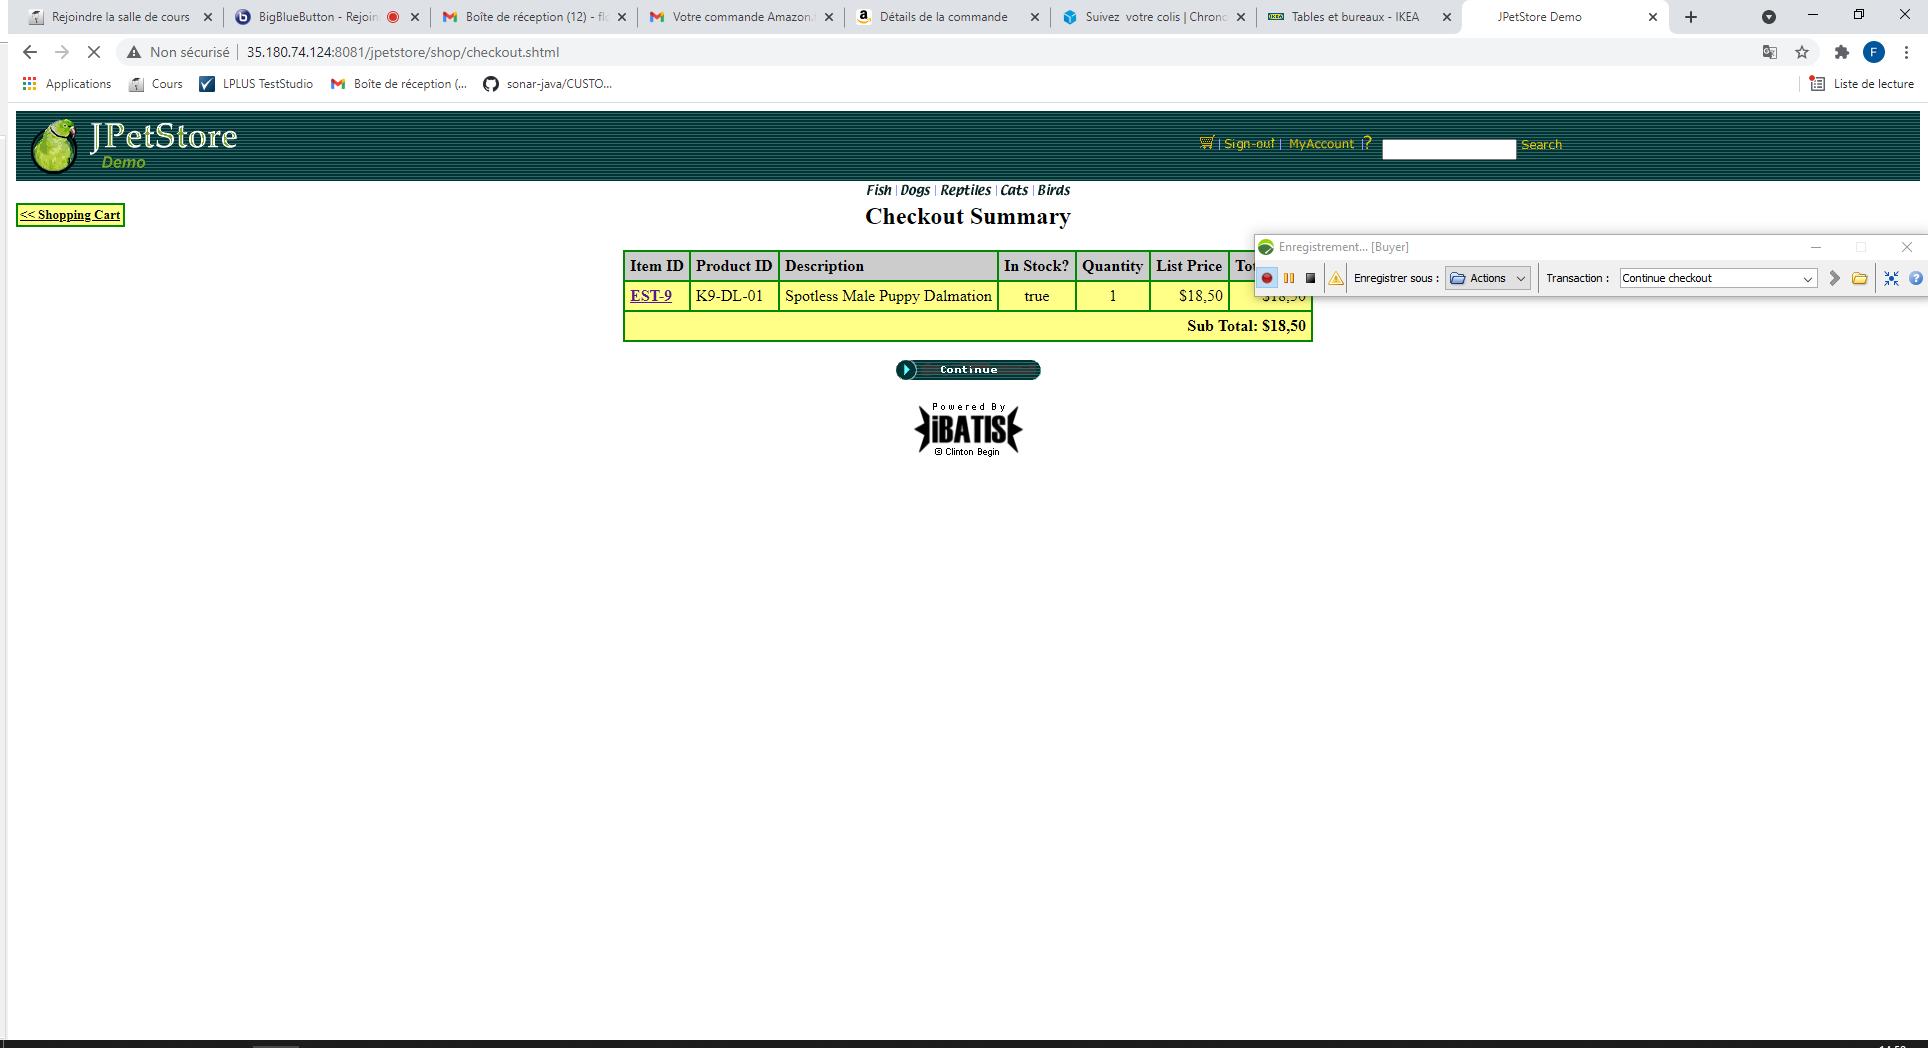 Rejoindre la salle de cours
BigBlueButton - Rejoin
Boîte de réception (12) - flo
Votre commande Amazon.
Détails de la commande
Suivez votre colis | Chrono
Tables et bureaux - IKEA
JPetStore Demo
Non sécurisé
35.180.74.124:8081/jpetstore/shop/checkout.shtml
F
Applications
Cours
LPLUS TestStudio
Boîte de réception (...
sonar-java/CUSTO...
Liste de lecture
JPetStore
Demo
| Sign-out | MyAccount | ?
Search
Fish | Dogs | Reptiles | Cats | Birds
<< Shopping Cart
Checkout Summary
Enregistrement... [Buyer]
Enregistrer sous :
Actions
Transaction :
Continue checkout
Item ID Product ID Description In Stock? Quantity List Price
EST-9 K9-DL-01 Spotless Male Puppy Dalmation true 1 $18,50 $18,50
Sub Total: $18,50
Continue
Powered By
iBATIS
© Clinton Begin